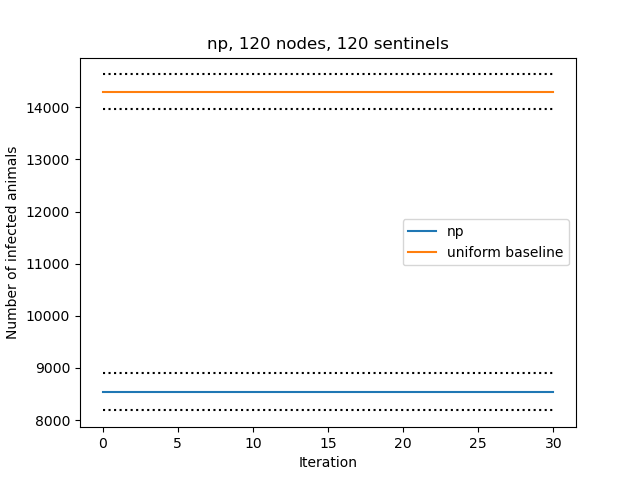 np, 120 nodes, 120 sentinels
Number of infected animals
14000
13000
12000
11000
10000
9000
8000
np
uniform baseline
0 5 10 15 20 25 30
Iteration